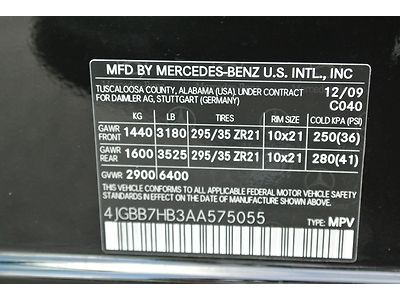 MFD BY MERCEDES-BENZ U.S. INTL., INC
TUSCALOOSA COUNTY, ALABAMA (USA). UNDER CONTRACT 12/09
FOR DAIMLER AG, STUTTGART (GERMANY) C040
KG LB TIRE SIZE RIM SIZE COLD KPA (PSI)
GAWR FRONT 1440 3180 295/35 ZR21 10x21 250(36)
GAWR REAR 1600 3525 295/35 ZR21 10x21 280(41)
GVWR 2900 6400
THIS VEHICLE CONFORMS TO ALL APPLICABLE FEDERAL MOTOR VEHICLE SAFETY
STANDARDS IN EFFECT ON THE DATE OF MANUFACTURE SHOWN ABOVE.
4JGBB7HB3AA575055 TYPE: MPV